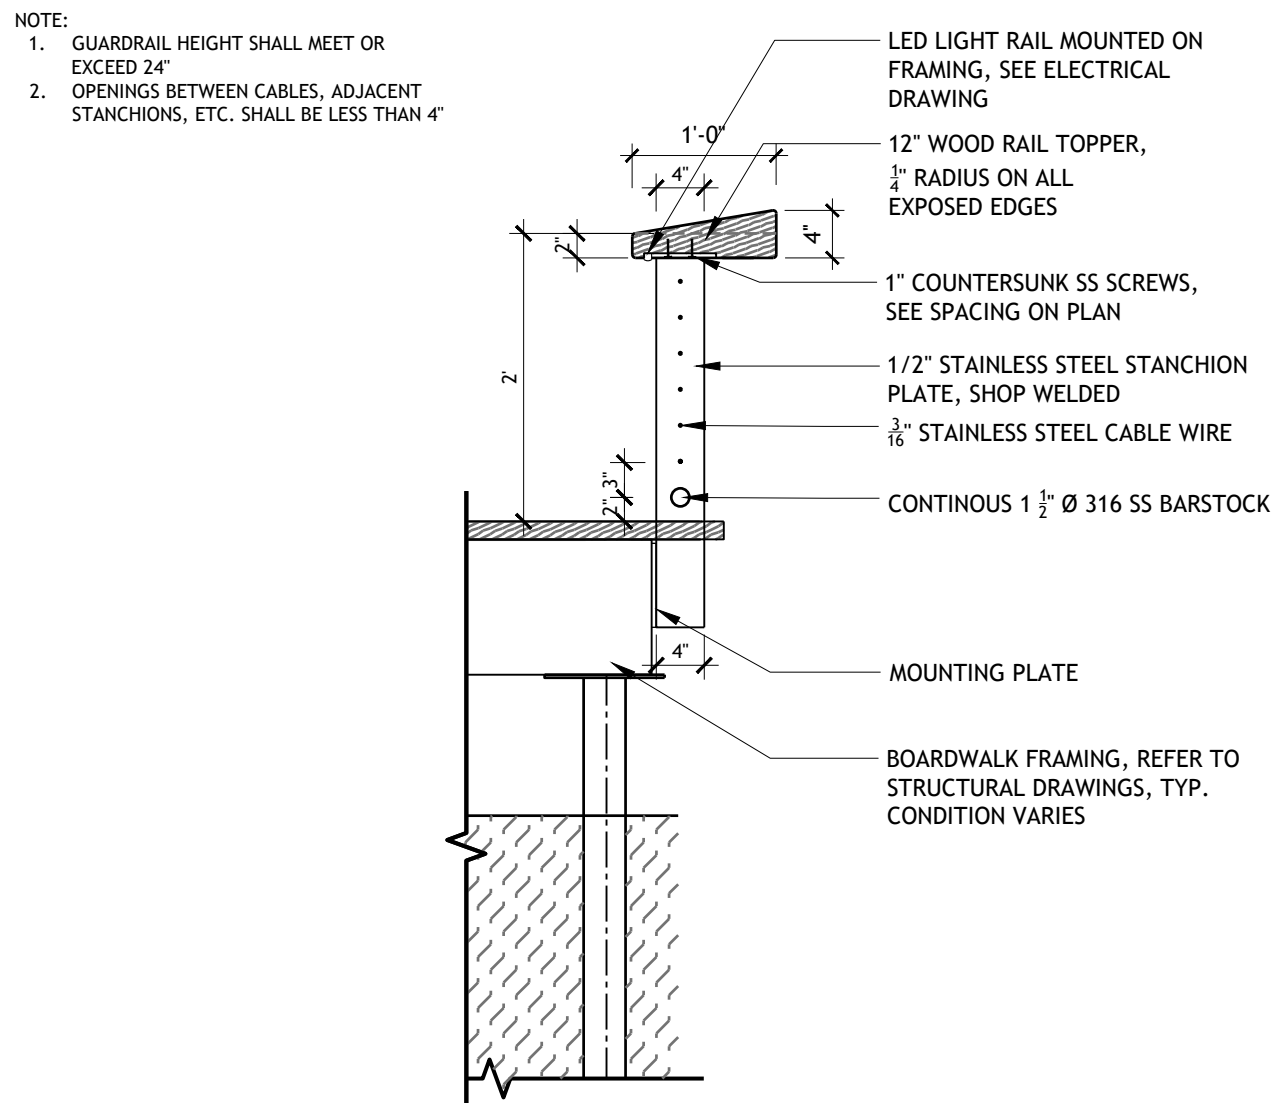 NOTE:
1. GUARDRAIL HEIGHT SHALL MEET OR
EXCEED 24"
2. OPENINGS BETWEEN CABLES, ADJACENT
STANCHIONS, ETC. SHALL BE LESS THAN 4"
LED LIGHT RAIL MOUNTED ON
FRAMING, SEE ELECTRICAL
DRAWING
1'-0"
12" WOOD RAIL TOPPER,
1/4" RADIUS ON ALL
EXPOSED EDGES
4"
4"
2"
1" COUNTERSUNK SS SCREWS,
SEE SPACING ON PLAN
2'
1/2" STAINLESS STEEL STANCHION
PLATE, SHOP WELDED
3/16" STAINLESS STEEL CABLE WIRE
3"
2"
CONTINOUS 1 1/2" Ø 316 SS BARSTOCK
4"
MOUNTING PLATE
BOARDWALK FRAMING, REFER TO
STRUCTURAL DRAWINGS, TYP.
CONDITION VARIES